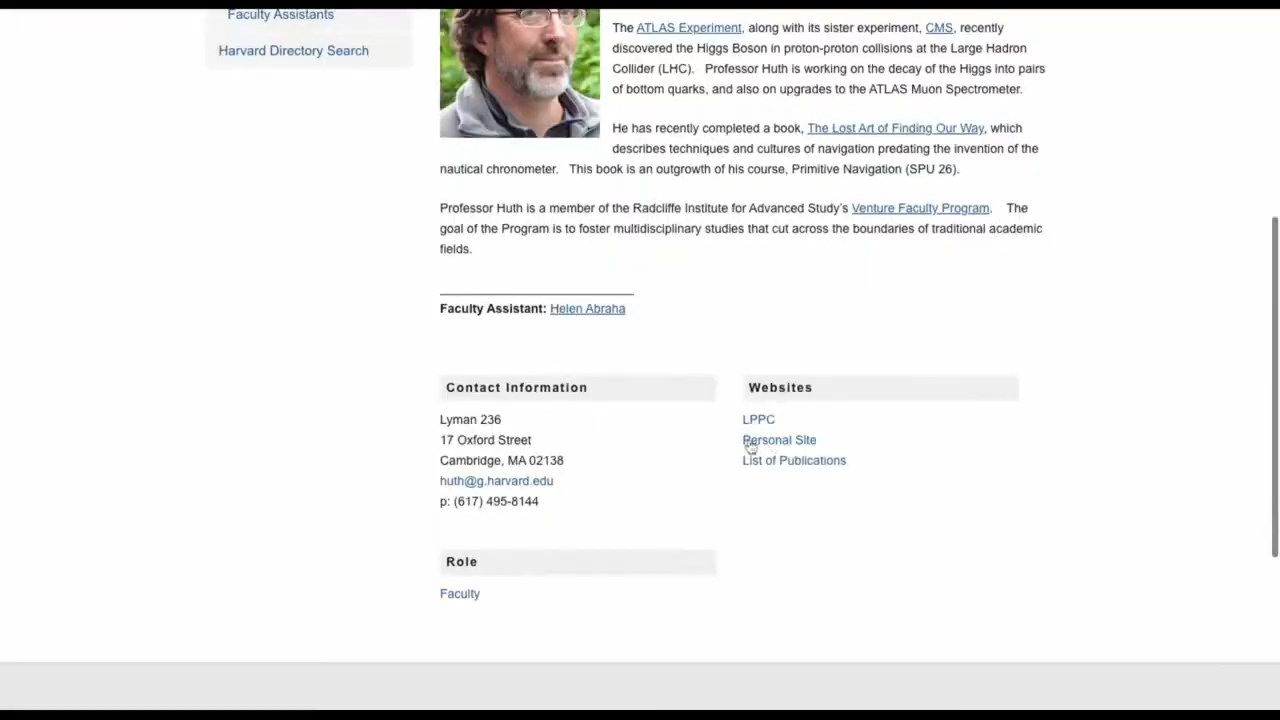 Faculty Assistants
Harvard Directory Search
The ATLAS Experiment, along with its sister experiment, CMS, recently
discovered the Higgs Boson in proton-proton collisions at the Large Hadron
Collider (LHC). Professor Huth is working on the decay of the Higgs into pairs
of bottom quarks, and also on upgrades to the ATLAS Muon Spectrometer.
He has recently completed a book, The Lost Art of Finding Our Way, which
describes techniques and cultures of navigation predating the invention of the
nautical chronometer. This book is an outgrowth of his course, Primitive Navigation (SPU 26).
Professor Huth is a member of the Radcliffe Institute for Advanced Study's Venture Faculty Program. The
goal of the Program is to foster multidisciplinary studies that cut across the boundaries of traditional academic
fields.
Faculty Assistant: Helen Abraha
Contact Information
Lyman 236
17 Oxford Street
Cambridge, MA 02138
huth@g.harvard.edu
p: (617) 495-8144
Websites
LPPC
Personal Site
List of Publications
Role
Faculty